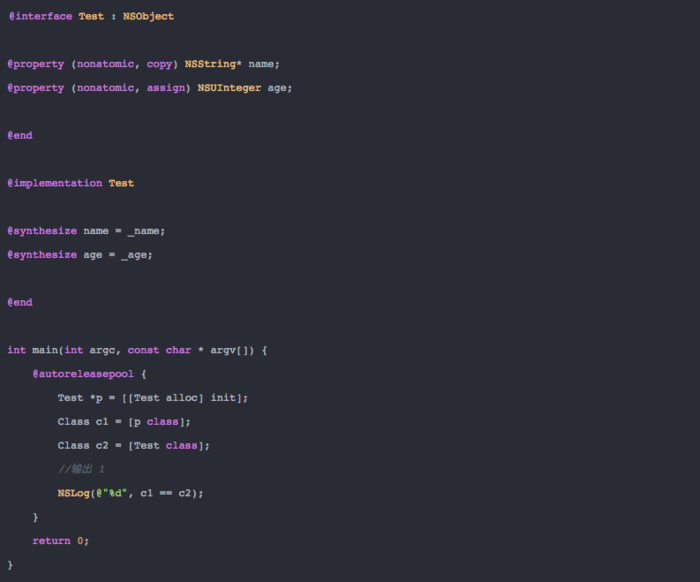 @interface Test : NSObject
@property (nonatomic, copy) NSString* name;
@property (nonatomic, assign) NSUInteger age;
@end
@implementation Test
@synthesize name = _name;
@synthesize age = _age;
@end
int main(int argc, const char * argv[]) {
@autoreleasepool {
Test *p = [[Test alloc] init];
Class c1 = [p class];
Class c2 = [Test class];
//输出 1
NSLog(@"%d", c1 == c2);
}
return 0;
}